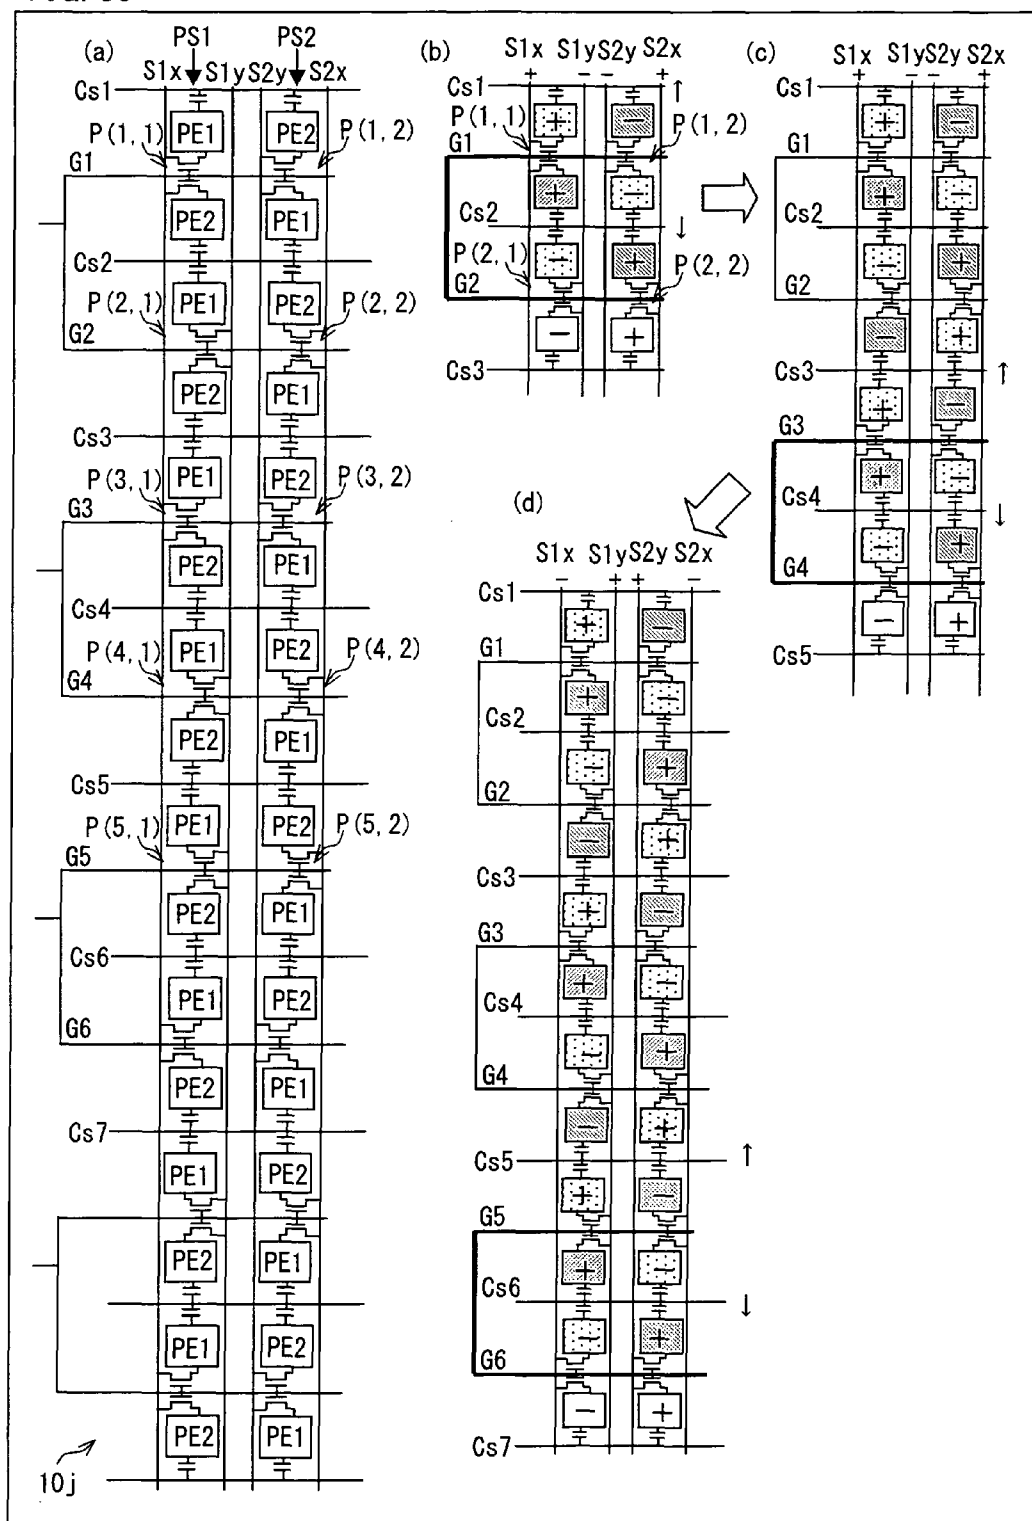 (a)
PS1 PS2
S1x S1y S2y S2x
Cs1
PE1 PE2
P(1, 1) P(1, 2)
G1
PE2 PE1
Cs2
P(2, 1) PE1 PE2 P(2, 2)
G2
PE2 PE1
Cs3
P(3, 1) PE1 PE2 P(3, 2)
G3
PE2 PE1
Cs4
P(4, 1) PE1 PE2 P(4, 2)
G4
PE2 PE1
Cs5
P(5, 1) PE1 PE2 P(5, 2)
G5
PE2 PE1
Cs6
PE1 PE2
G6
PE2 PE1
Cs7
PE1 PE2
PE2 PE1
PE1 PE2
PE2 PE1
10j
(b)
S1x S1y S2y S2x
+ − − +
Cs1 ↑
+ −
P(1, 1) P(1, 2)
G1
+ −
Cs2 ↓
P(2, 1) − + P(2, 2)
G2
− +
Cs3
(c)
S1x S1y S2y S2x
+ − − +
Cs1
+ −
G1
+ −
Cs2
− +
G2
− +
Cs3 ↑
+ −
G3
+ −
Cs4 ↓
− +
G4
− +
Cs5
(d)
S1x S1y S2y S2x
− + + −
Cs1
+ −
G1
+ −
Cs2
− +
G2
− +
Cs3
+ −
G3
+ −
Cs4
− +
G4
− +
Cs5 ↑
+ −
G5
+ −
Cs6 ↓
− +
G6
− +
Cs7